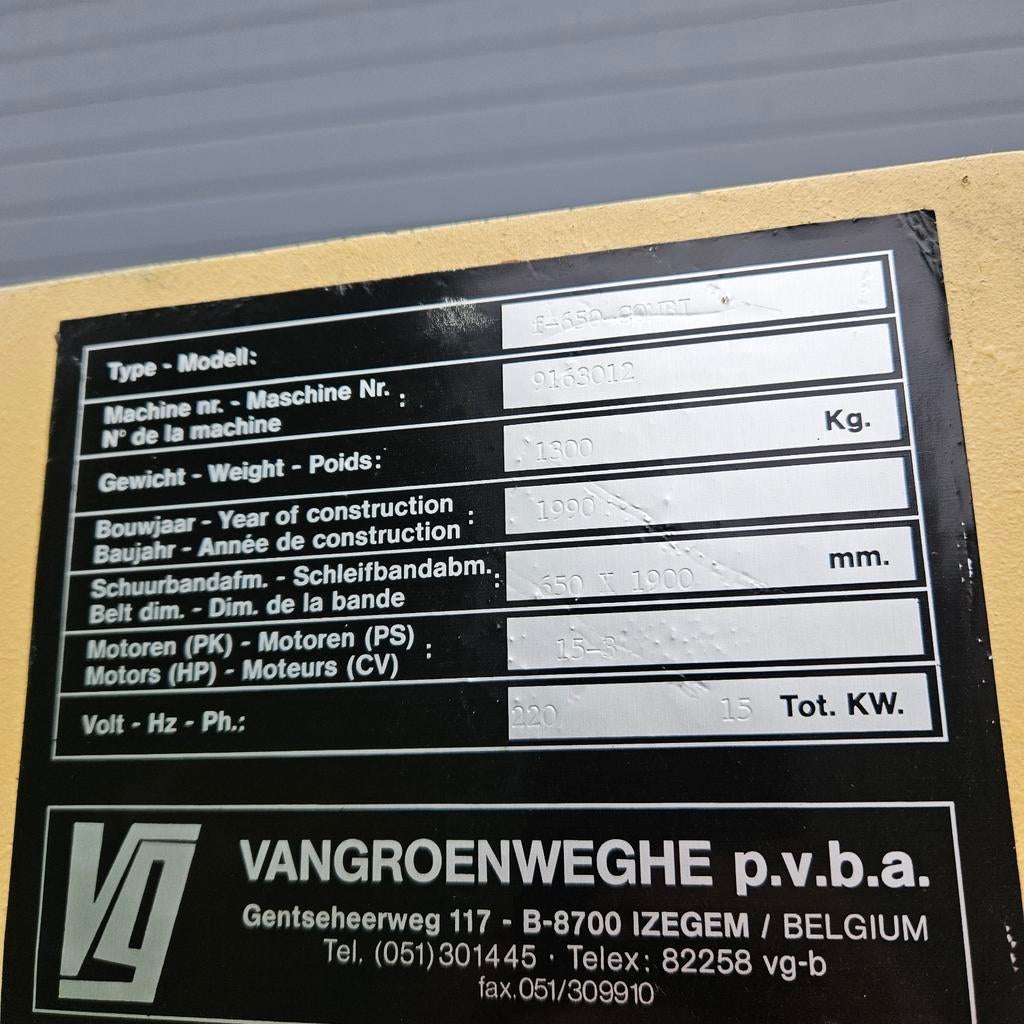 Type - Modell: f-650 COMBI
Machine nr. - Maschine Nr. :
N° de la machine 9163012
Gewicht - Weight - Poids: 1300 Kg.
Bouwjaar - Year of construction :
Baujahr - Année de construction 1990
Schuurbandafm. - Schleifbandabm. :
Belt dim. - Dim. de la bande 650 X 1900 mm.
Motoren (PK) - Motoren (PS) :
Motors (HP) - Moteurs (CV) 15-3
Volt - Hz - Ph.: 220 15 Tot. KW.
Vg
VANGROENWEGHE p.v.b.a.
Gentseheerweg 117 - B-8700 IZEGEM / BELGIUM
Tel. (051) 301445 · Telex: 82258 vg-b
fax. 051/309910